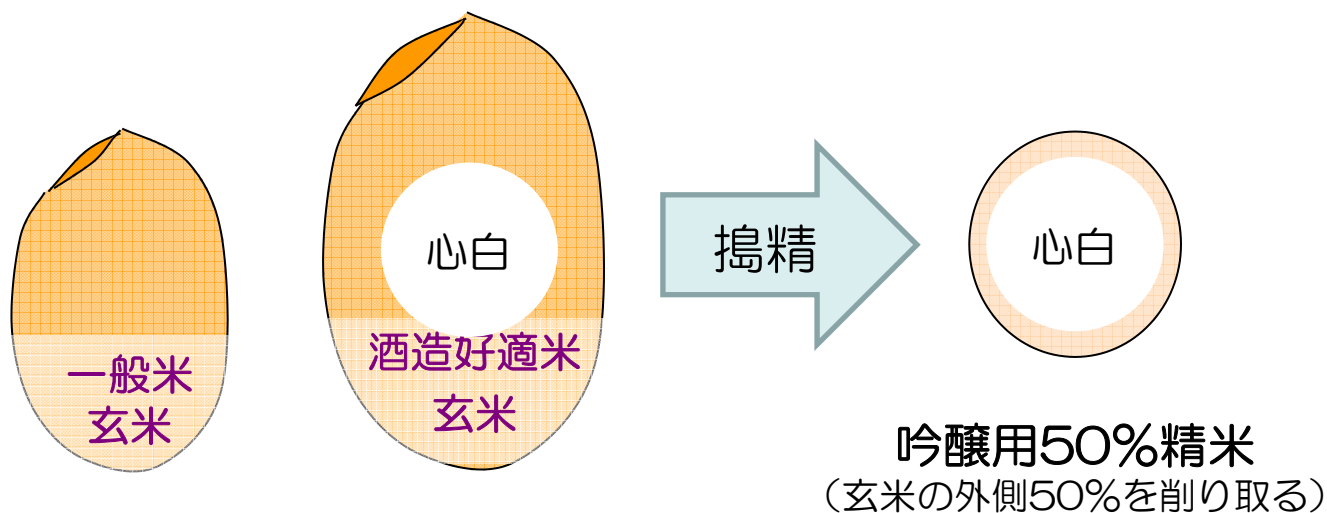 一般米
玄米
心白
酒造好適米
玄米
搗精
心白
吟醸用50%精米
(玄米の外側50%を削り取る)